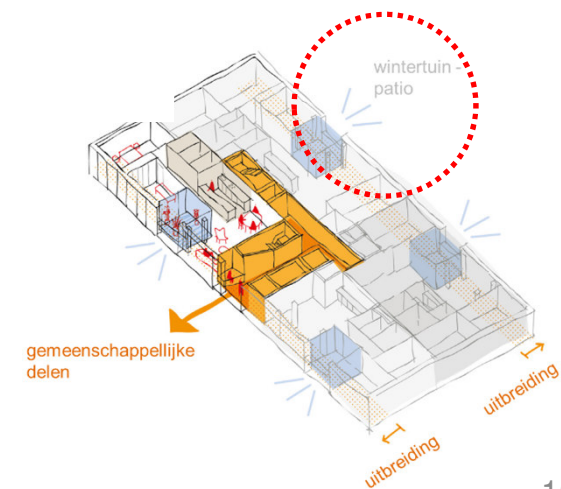 wintertuin -
patio
gemeenschappellijke
delen
uitbreiding
uitbreiding
1